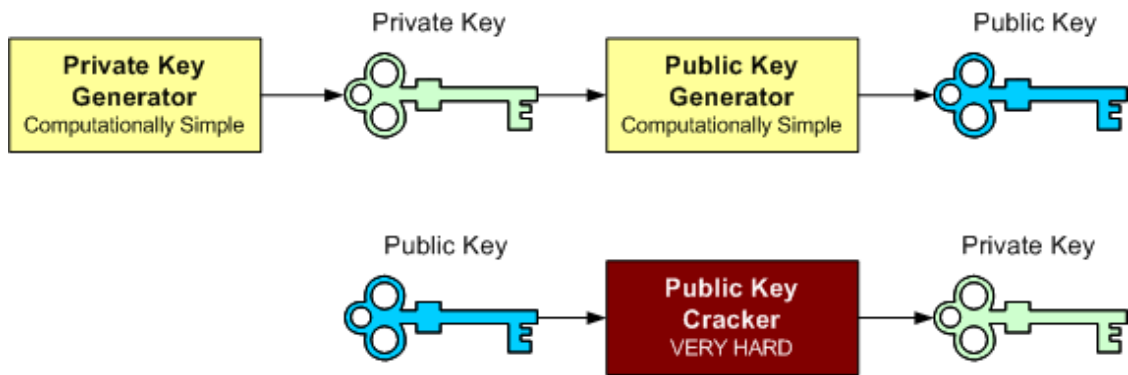 Private Key
Public Key
Private Key
Generator
Computationally Simple
Public Key
Generator
Computationally Simple
Public Key
Private Key
Public Key
Cracker
VERY HARD